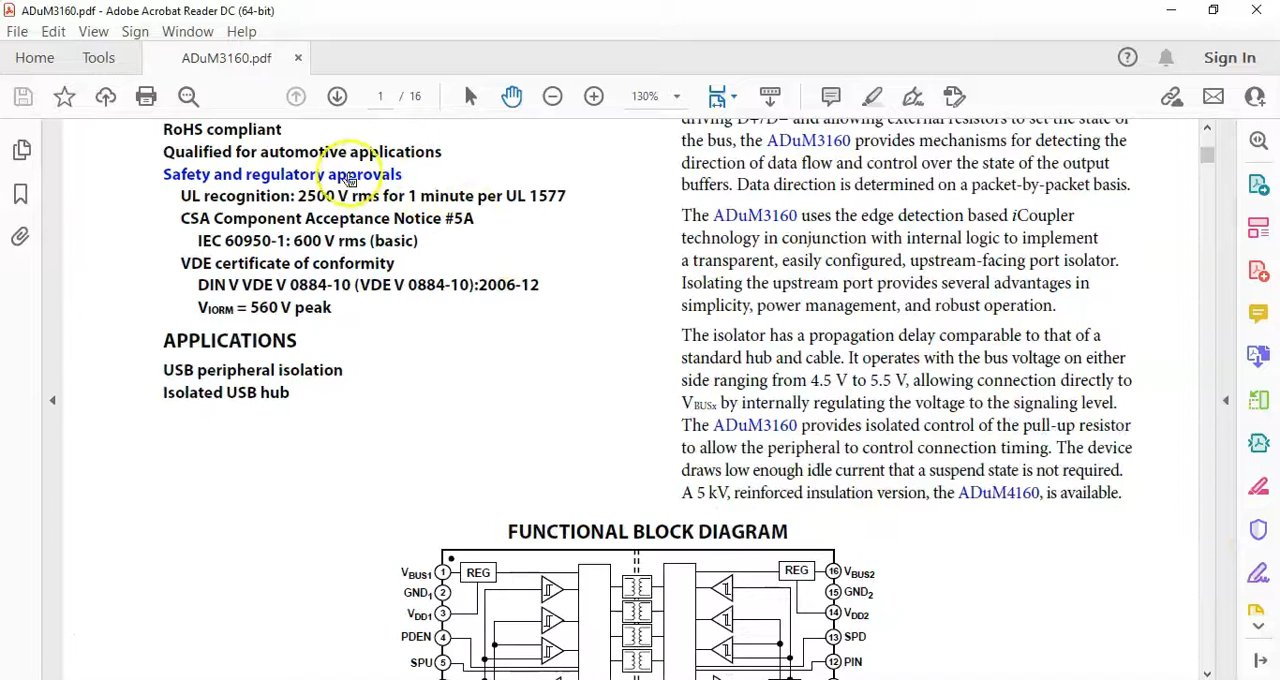 ADuM3160.pdf - Adobe Acrobat Reader DC (64-bit)
File Edit View Sign Window Help
Home Tools ADuM3160.pdf Sign In
1 / 16 130%
RoHS compliant
Qualified for automotive applications
Safety and regulatory approvals
UL recognition: 2500 V rms for 1 minute per UL 1577
CSA Component Acceptance Notice #5A
IEC 60950-1: 600 V rms (basic)
VDE certificate of conformity
DIN V VDE V 0884-10 (VDE V 0884-10):2006-12
VIORM = 560 V peak
APPLICATIONS
USB peripheral isolation
Isolated USB hub
driving D+/D− and allowing external resistors to set the state of
the bus, the ADuM3160 provides mechanisms for detecting the
direction of data flow and control over the state of the output
buffers. Data direction is determined on a packet-by-packet basis.
The ADuM3160 uses the edge detection based iCoupler
technology in conjunction with internal logic to implement
a transparent, easily configured, upstream-facing port isolator.
Isolating the upstream port provides several advantages in
simplicity, power management, and robust operation.
The isolator has a propagation delay comparable to that of a
standard hub and cable. It operates with the bus voltage on either
side ranging from 4.5 V to 5.5 V, allowing connection directly to
VBUSx by internally regulating the voltage to the signaling level.
The ADuM3160 provides isolated control of the pull-up resistor
to allow the peripheral to control connection timing. The device
draws low enough idle current that a suspend state is not required.
A 5 kV, reinforced insulation version, the ADuM4160, is available.
FUNCTIONAL BLOCK DIAGRAM
VBUS1 1 REG REG 16 VBUS2
GND1 2 15 GND2
VDD1 3 14 VDD2
PDEN 4 13 SPD
SPU 5 12 PIN